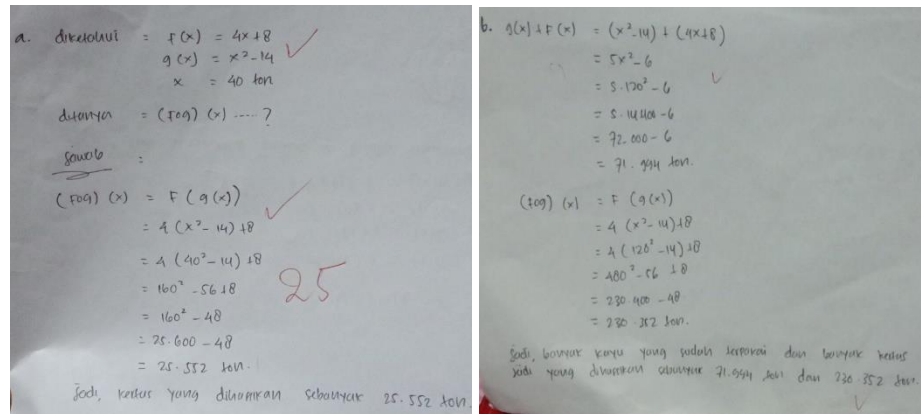 a. diketahui = F(x) = 4x+8
g(x) = x²-14
x = 40 ton
ditanya = (Fog) (x) ..... ?
Jawab :
(Fog) (x) = F (g(x))
= 4 (x²-14) +8
= 4 (40²-14) +8
= 160² -56+8
= 160² -48
= 25.600 -48
= 25.552 ton.
25
Jadi, kertas yang dihasilkan sebanyak 25.552 ton.
b. g(x)+F(x) = (x²-14) + (4x+8)
= 5x²-6
= 5.120²-6
= 5.14400-6
= 72.000-6
= 71.994 ton.
(fog) (x) = F (g(x))
= 4 (x²-14)+8
= 4 (120²-14)+8
= 480²-56 +8
= 230.400 -48
= 230.352 ton.
Jadi, banyak kayu yang sudah terpakai dan banyak kertas
jadi yang dihasilkan sebanyak 71.994 ton dan 230.352 ton.